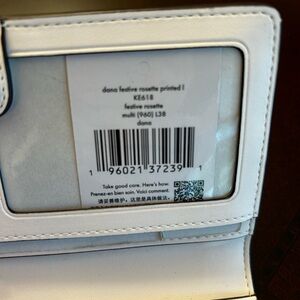 dana festive rosette printed l
KE618
festive rosette
multi (960) L38
dana
1 96021 37239 1
Take good care. Here's how:
Prenez-en bien soin. Voici comment: